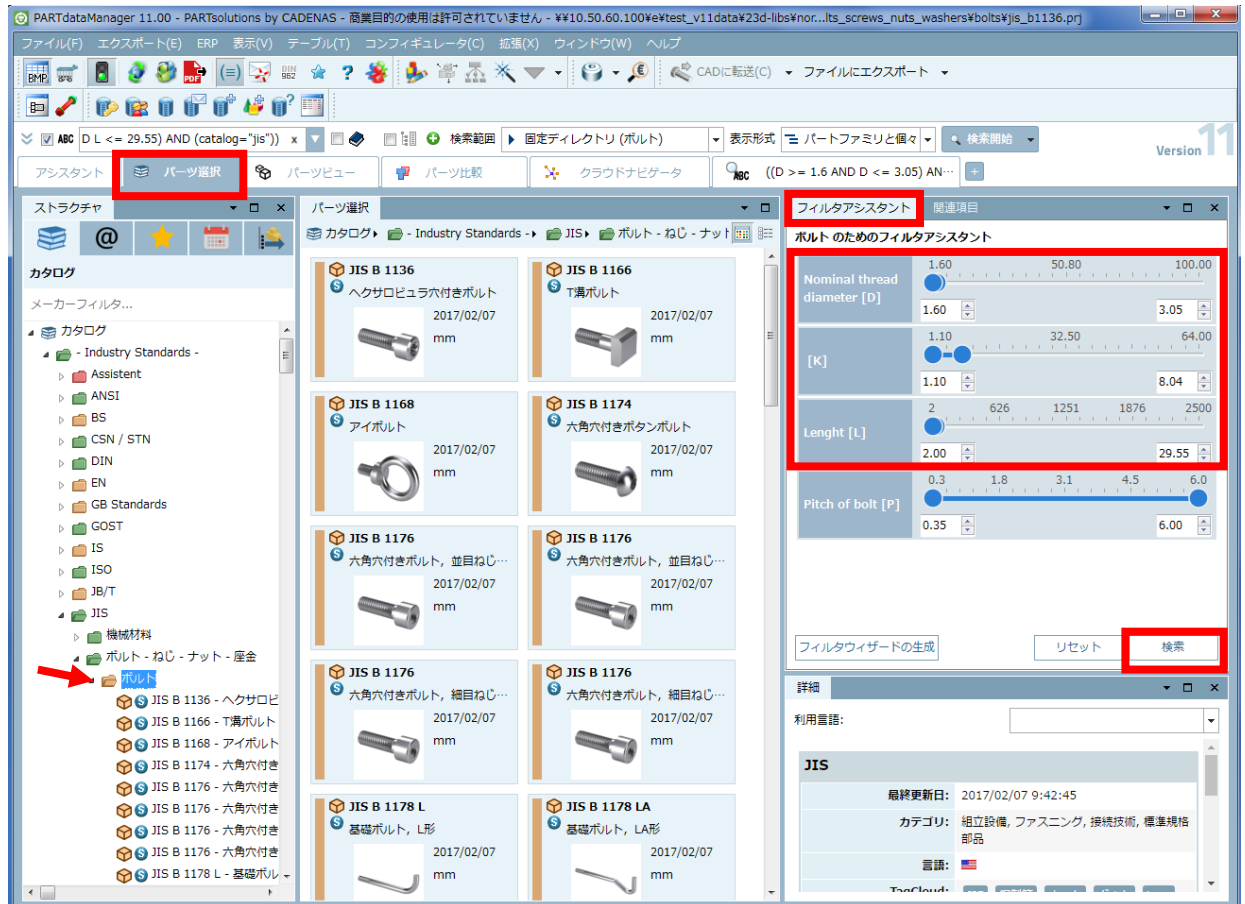 PARTdataManager 11.00 - PARTsolutions by CADENAS - 商業目的の使用は許可されていません - ¥¥10.50.60.100¥e¥test_v11data¥23d-libs¥nor...lts_screws_nuts_washers¥bolts¥jis_b1136.prj
ファイル(F) エクスポート(E) ERP 表示(V) テーブル(T) コンフィギュレータ(C) 拡張(X) ウィンドウ(W) ヘルプ
BMP PDF (=) DIN 962 ? CADに転送(C) ファイルにエクスポート
ABC D L <= 29.55) AND (catalog="jis")) x 検索範囲 固定ディレクトリ (ボルト) 表示形式 パートファミリと個々 検索開始
Version 11
アシスタント パーツ選択 パーツビュー パーツ比較 クラウドナビゲータ ABC ((D >= 1.6 AND D <= 3.05) AN…
ストラクチャ
カタログ
メーカーフィルタ...
カタログ
- Industry Standards -
Assistent
ANSI
BS
CSN / STN
DIN
EN
GB Standards
GOST
IS
ISO
JB/T
JIS
機械材料
ボルト - ねじ - ナット - 座金
ボルト
JIS B 1136 - ヘクサロビ
JIS B 1166 - T溝ボルト
JIS B 1168 - アイボルト
JIS B 1174 - 六角穴付き
JIS B 1176 - 六角穴付き
JIS B 1176 - 六角穴付き
JIS B 1176 - 六角穴付き
JIS B 1176 - 六角穴付き
JIS B 1178 L - 基礎ボル
パーツ選択
カタログ - Industry Standards - JIS ボルト - ねじ - ナット
JIS B 1136
ヘクサロビュラ穴付きボルト
2017/02/07
mm
JIS B 1166
T溝ボルト
2017/02/07
mm
JIS B 1168
アイボルト
2017/02/07
mm
JIS B 1174
六角穴付きボタンボルト
2017/02/07
mm
JIS B 1176
六角穴付きボルト, 並目ねじ…
2017/02/07
mm
JIS B 1176
六角穴付きボルト, 並目ねじ…
2017/02/07
mm
JIS B 1176
六角穴付きボルト, 細目ねじ…
2017/02/07
mm
JIS B 1176
六角穴付きボルト, 細目ねじ…
2017/02/07
mm
JIS B 1178 L
基礎ボルト, L形
2017/02/07
mm
JIS B 1178 LA
基礎ボルト, LA形
2017/02/07
mm
フィルタアシスタント 関連項目
ボルト のためのフィルタアシスタント
Nominal thread
diameter [D]
1.60 50.80 100.00
1.60 3.05
[K]
1.10 32.50 64.00
1.10 8.04
Lenght [L]
2 626 1251 1876 2500
2.00 29.55
Pitch of bolt [P]
0.3 1.8 3.1 4.5 6.0
0.35 6.00
フィルタウィザードの生成 リセット 検索
詳細
利用言語:
JIS
最終更新日: 2017/02/07 9:42:45
カテゴリ: 組立設備, ファスニング, 接続技術, 標準規格
部品
言語:
TagCloud: